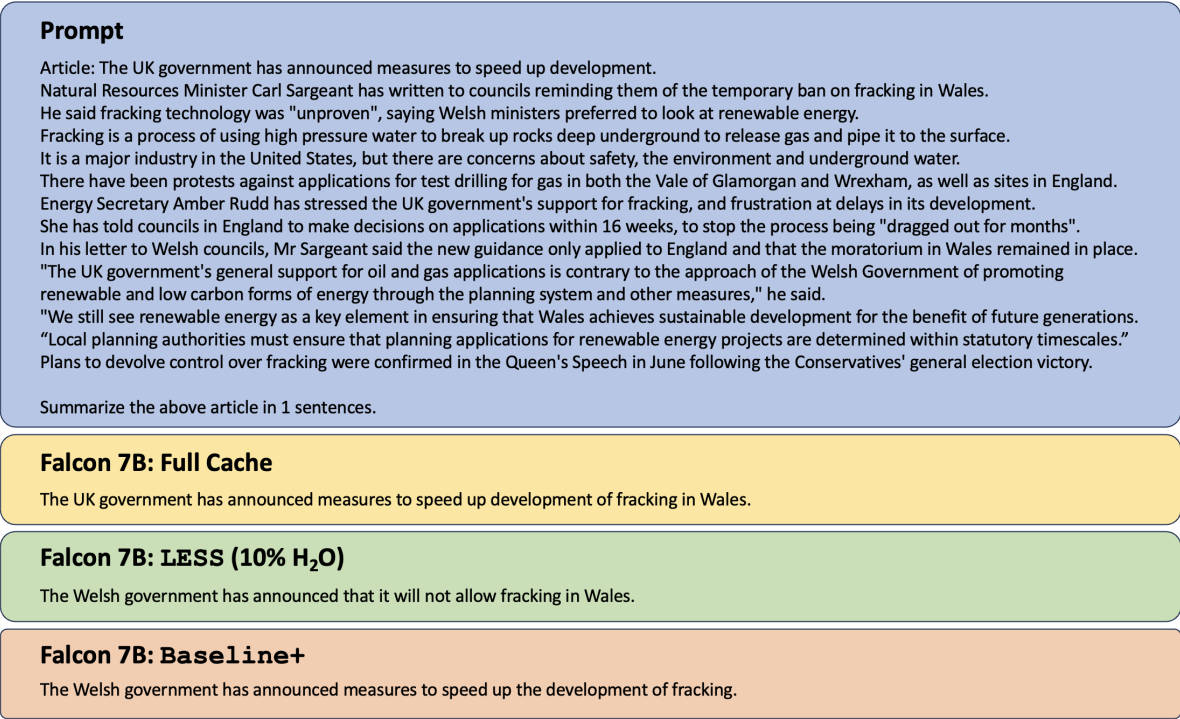 Prompt
Article: The UK government has announced measures to speed up development.
Natural Resources Minister Carl Sargeant has written to councils reminding them of the temporary ban on fracking in Wales.
He said fracking technology was "unproven", saying Welsh ministers preferred to look at renewable energy.
Fracking is a process of using high pressure water to break up rocks deep underground to release gas and pipe it to the surface.
It is a major industry in the United States, but there are concerns about safety, the environment and underground water.
There have been protests against applications for test drilling for gas in both the Vale of Glamorgan and Wrexham, as well as sites in England.
Energy Secretary Amber Rudd has stressed the UK government's support for fracking, and frustration at delays in its development.
She has told councils in England to make decisions on applications within 16 weeks, to stop the process being "dragged out for months".
In his letter to Welsh councils, Mr Sargeant said the new guidance only applied to England and that the moratorium in Wales remained in place.
"The UK government's general support for oil and gas applications is contrary to the approach of the Welsh Government of promoting
renewable and low carbon forms of energy through the planning system and other measures," he said.
"We still see renewable energy as a key element in ensuring that Wales achieves sustainable development for the benefit of future generations.
“Local planning authorities must ensure that planning applications for renewable energy projects are determined within statutory timescales.”
Plans to devolve control over fracking were confirmed in the Queen's Speech in June following the Conservatives' general election victory.
Summarize the above article in 1 sentences.
Falcon 7B: Full Cache
The UK government has announced measures to speed up development of fracking in Wales.
Falcon 7B: LESS (10% H₂O)
The Welsh government has announced that it will not allow fracking in Wales.
Falcon 7B: Baseline+
The Welsh government has announced measures to speed up the development of fracking.